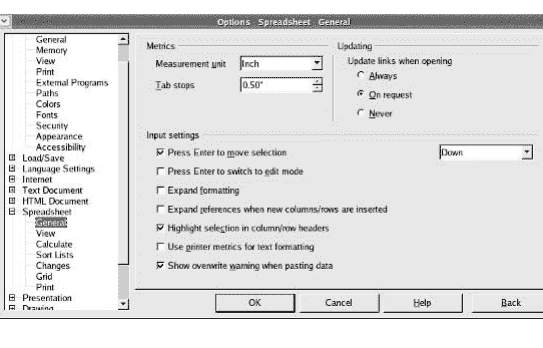 Options - Spreadsheet - General
General
Memory
View
Print
External Programs
Paths
Colors
Fonts
Security
Appearance
Accessibility
Load/Save
Language Settings
Internet
Text Document
HTML Document
Spreadsheet
General
View
Calculate
Sort Lists
Changes
Grid
Print
Presentation
Drawing
Metrics
Measurement unit Inch
Tab stops 0.50"
Updating
Update links when opening
Always
On request
Never
Input settings
Press Enter to move selection Down
Press Enter to switch to edit mode
Expand formatting
Expand references when new columns/rows are inserted
Highlight selection in column/row headers
Use printer metrics for text formatting
Show overwrite warning when pasting data
OK Cancel Help Back